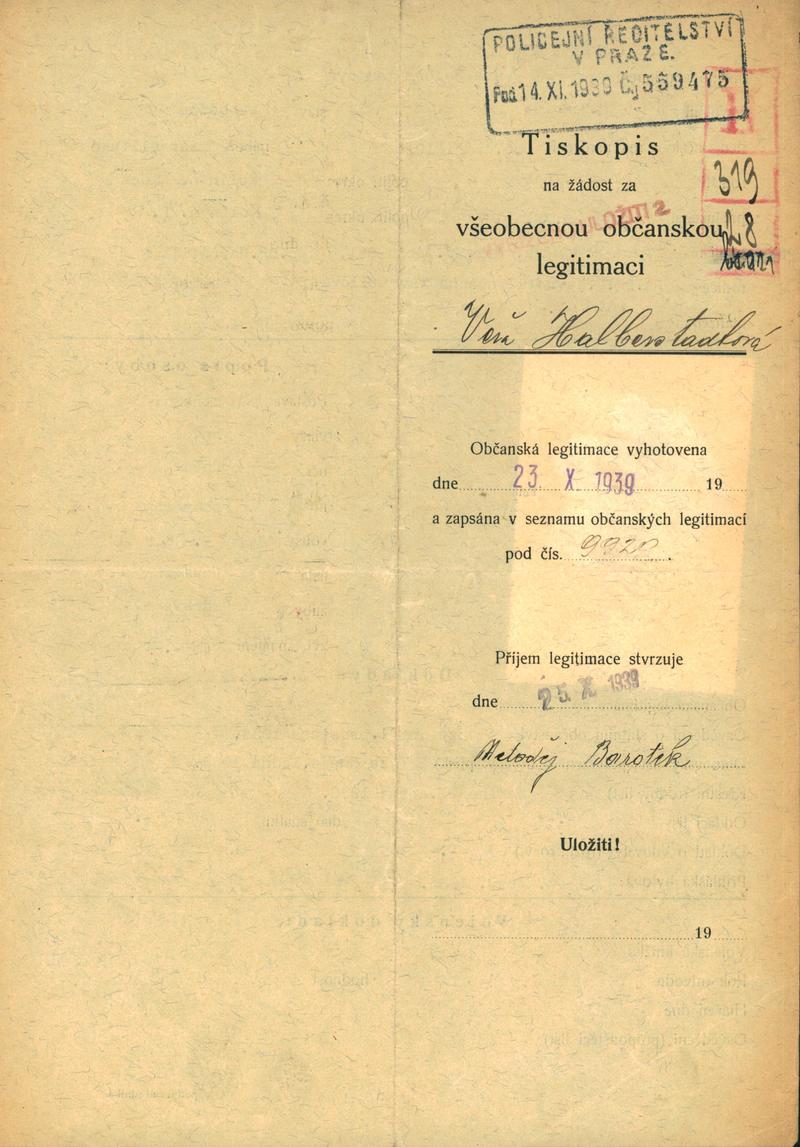 POLICEJNÍ ŘEDITELSTVÍ
V PRAZE.
Pod. 14. XI. 1939 Čj 559475
Tiskopis
na žádost za
319
všeobecnou občanskou
legitimaci
Věra Halberstadtová
Občanská legitimace vyhotovena
dne 23 X 1939 19
a zapsána v seznamu občanských legitimací
pod čís. 9920.
Příjem legitimace stvrzuje
dne 25 X 1939
Metoděj Bartoněk
Uložiti!
19